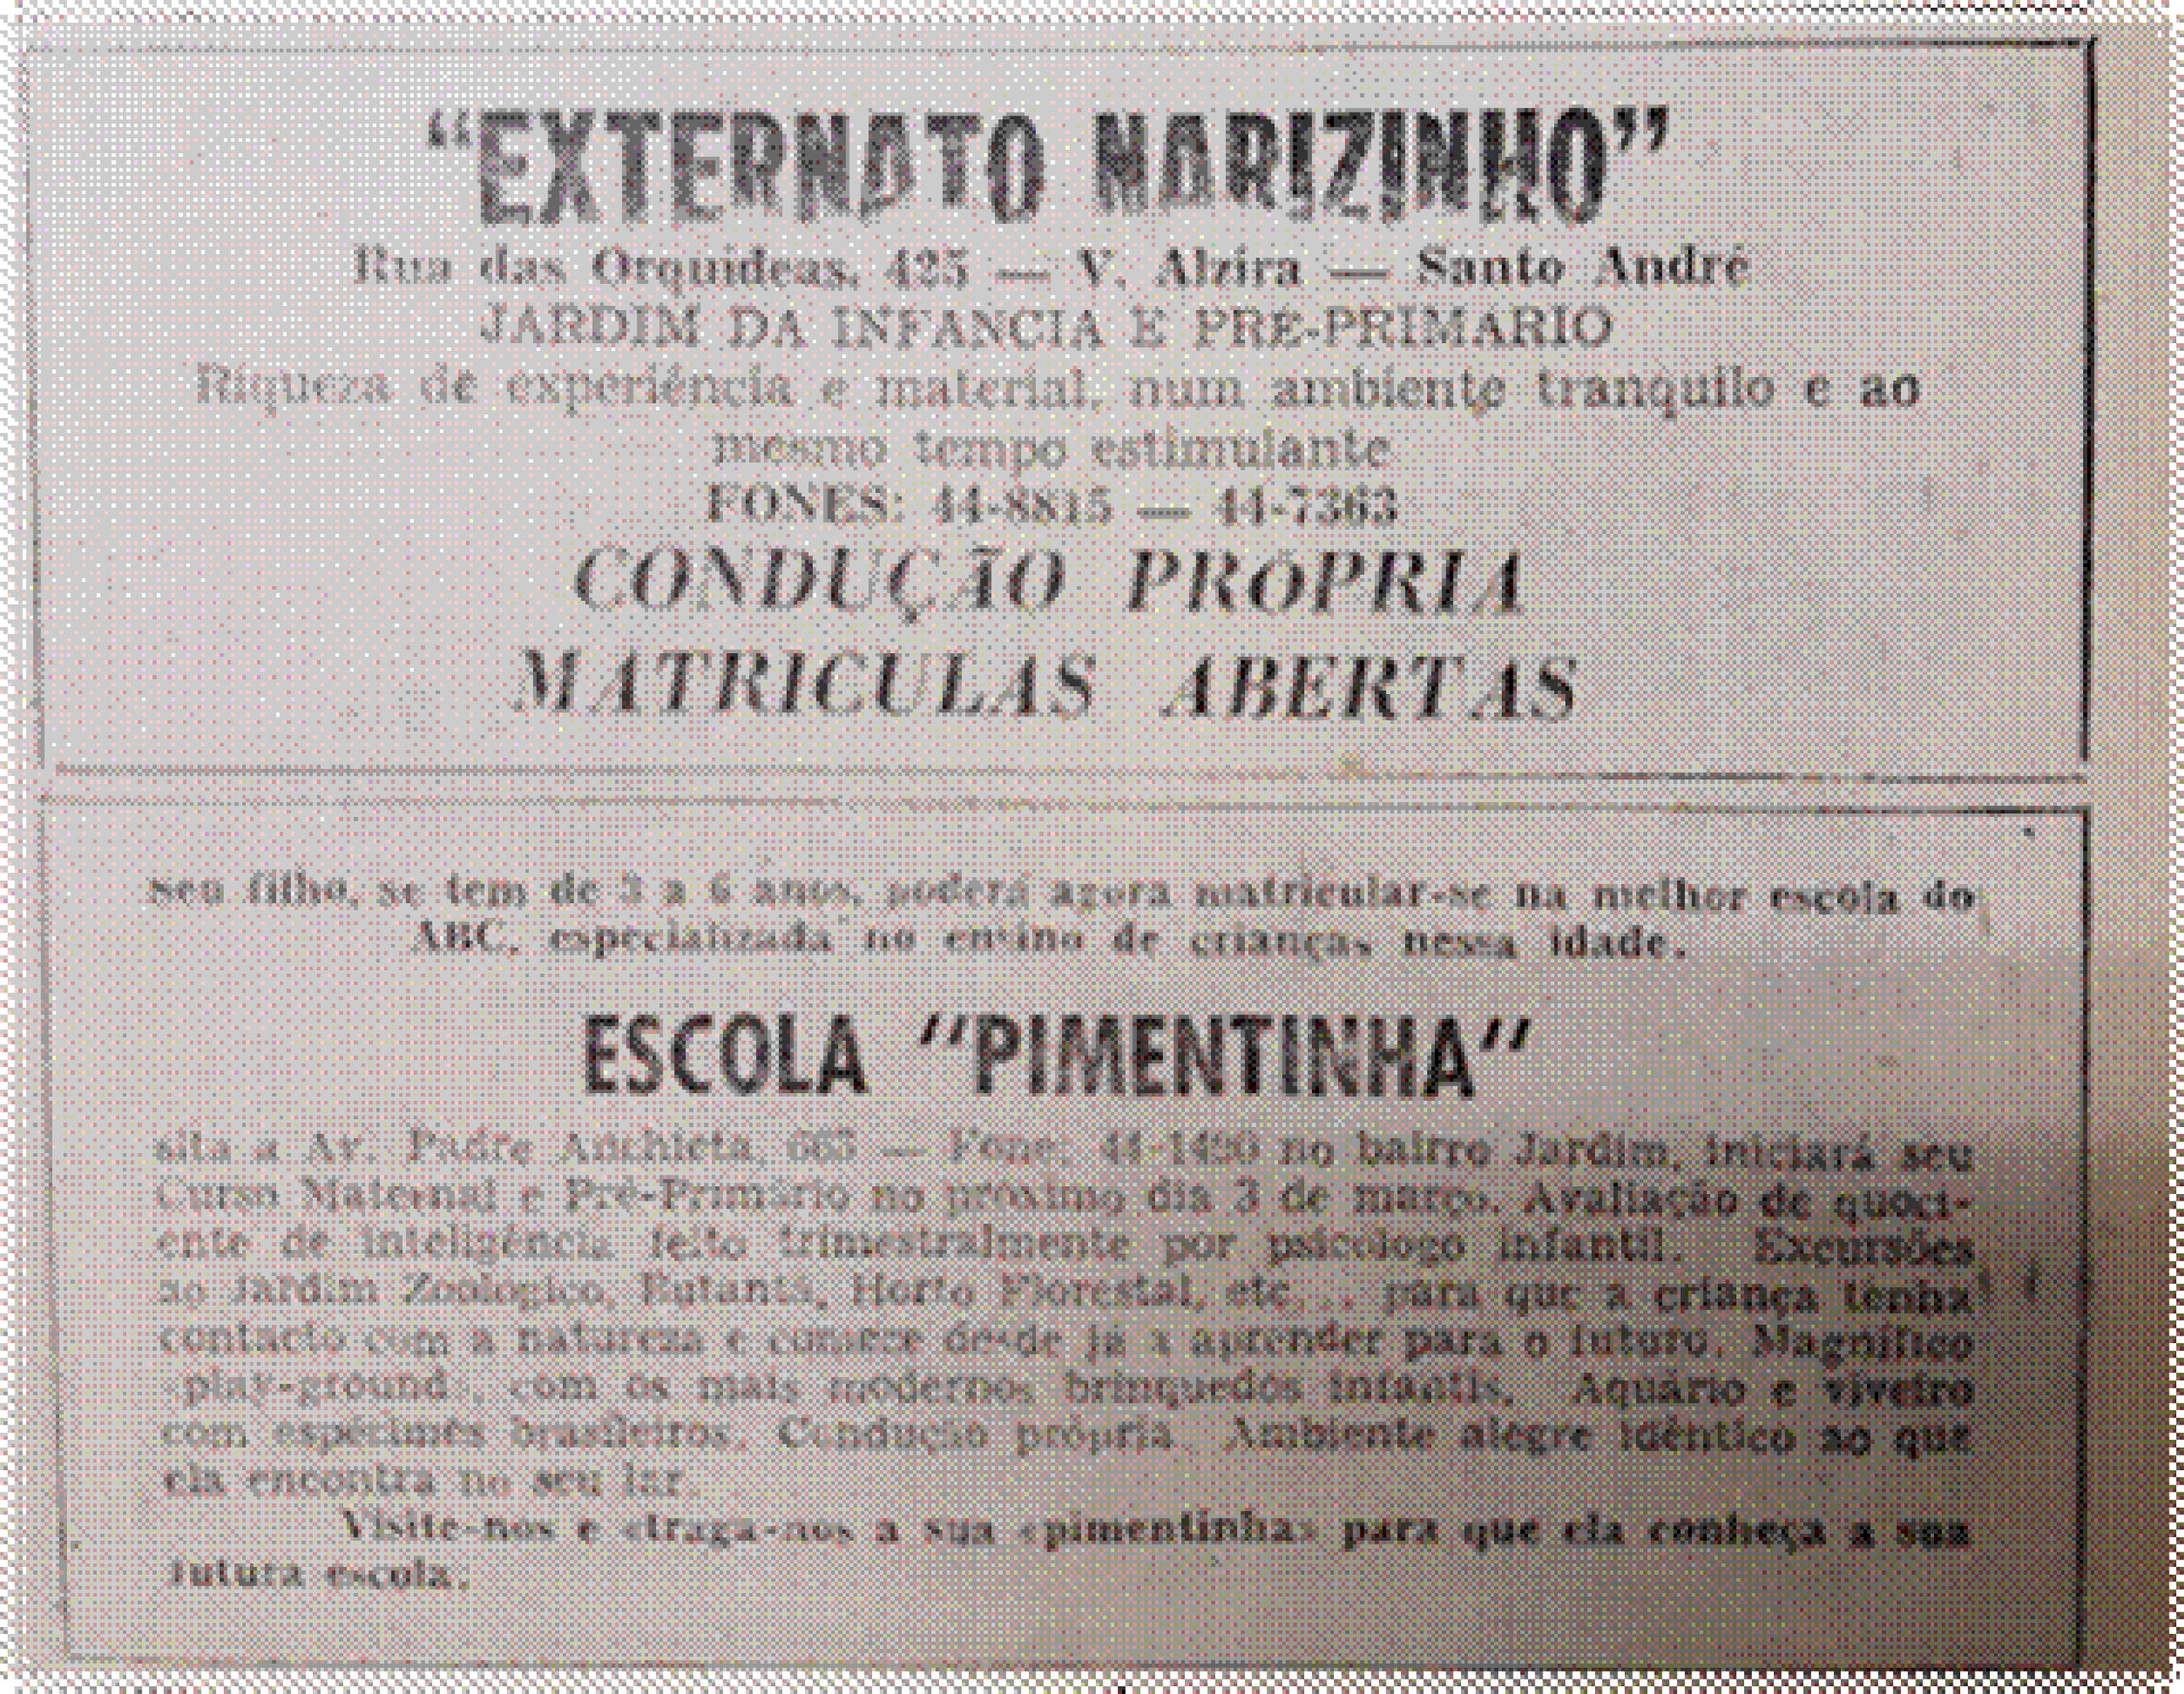 “EXTERNATO NARIZINHO”
Rua das Orquideas, 425 — V. Alzira — Santo André
JARDIM DA INFANCIA E PRÉ-PRIMARIO
Riqueza de experiência e material, num ambiente tranquilo e ao
mesmo tempo estimulante
FONES: 44-8815 — 44-7363
CONDUÇÃO PRÓPRIA
MATRICULAS ABERTAS
Seu filho, se tem de 3 a 6 anos, poderá agora matricular-se na melhor escola do
ABC, especializada no ensino de crianças nessa idade.
ESCOLA "PIMENTINHA"
sita a Av. Padre Anchieta, — Fone, no bairro Jardim, iniciará seu
Curso Maternal e Pré-Primário no próximo dia 3 de março. Avaliação de quoci-
ente de inteligência feito trimestralmente por psicologo infantil. Excursões
ao Jardim Zoologico, Butantã, Horto Florestal, etc... para que a criança tenha
contacto com a natureza e comece desde já a aprender para o futuro. Magnifico
«play-ground», com os mais modernos brinquedos infantis. Aquário e viveiro
com espécimes brasileiros. Condução própria. Ambiente alegre idêntico ao que
ela encontra no seu lar.
Visite-nos e traga-nos a sua «pimentinha» para que ela conheça a sua
futura escola.